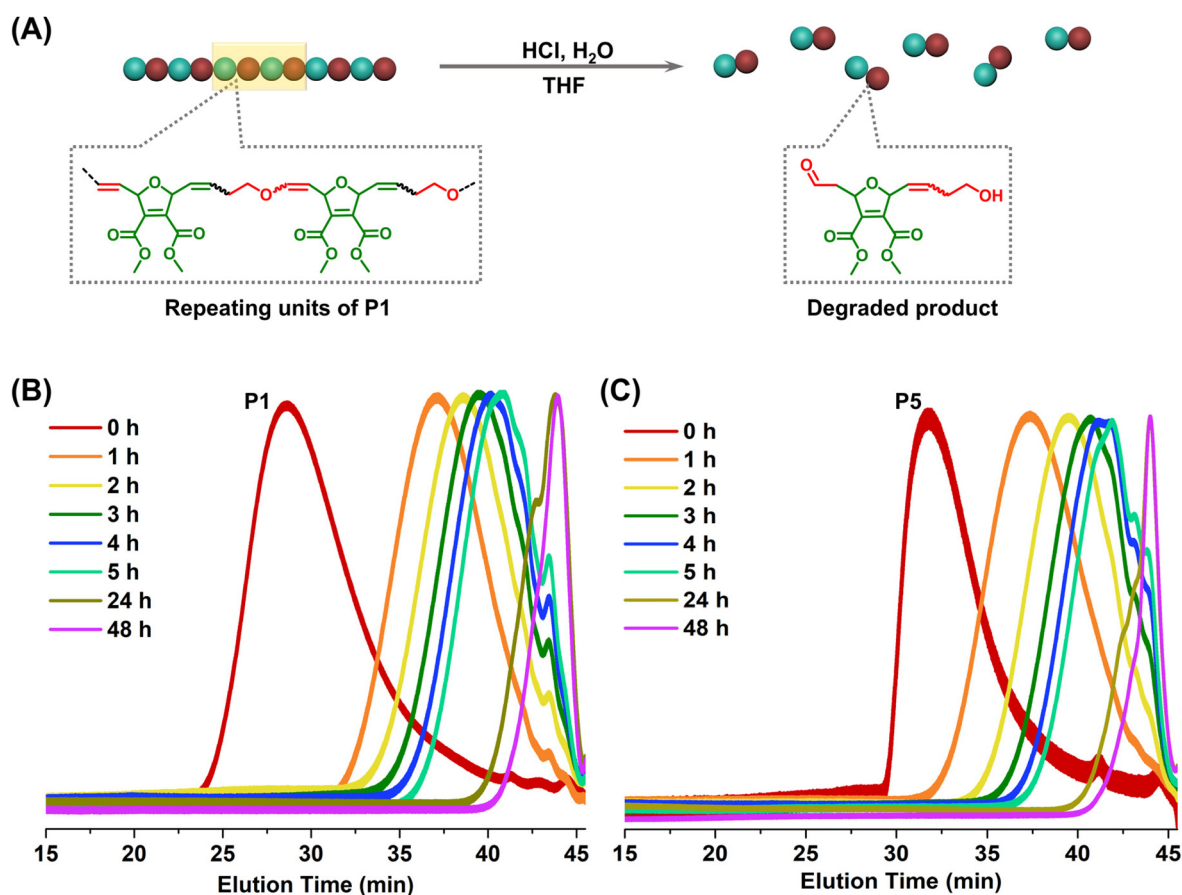 (A)
HCl, H₂O
THF
O
O
O
O
O
O
OH
O
O
O
O
O
O
O
O
O
O
O
O
Repeating units of P1
Degraded product
(B)
P1
0 h
1 h
2 h
3 h
4 h
5 h
24 h
48 h
15 20 25 30 35 40 45
Elution Time (min)
(C)
P5
0 h
1 h
2 h
3 h
4 h
5 h
24 h
48 h
15 20 25 30 35 40 45
Elution Time (min)